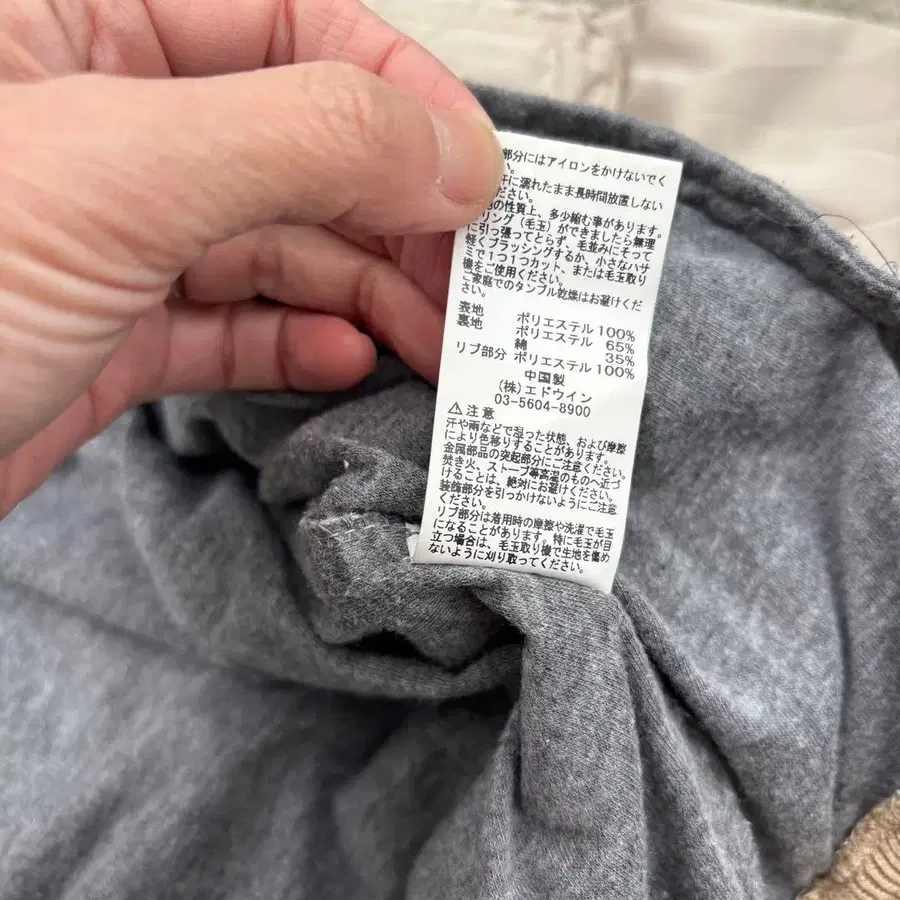 部分にはアイロンをかけないでく
い。
汗に濡れたまま長時間放置しない
ださい。
の性質上、多少縮む事があります。
リング（毛玉）ができましたら無理
に引っ張ってとらず、毛並みにそって
軽くブラッシングするか、小さなハサ
ミで1つ1つカット、または毛玉取り
機をご使用ください。
ご家庭でのタンブル乾燥はお避けくだ
さい。
表地 ポリエステル 100%
裏地 ポリエステル 65%
綿 35%
リブ部分 ポリエステル 100%
中国製
(株)エドウイン
03-5604-8900
⚠ 注意
汗や雨などで湿った状態、および摩擦
により色移りすることがあります。
金属部品の突起部分にご注意ください。
焚き火、ストーブ等高温のものへ近づ
けることは、絶対にお避けください。
装飾部分を引っかけないようにご注意
ください。
リブ部分は着用時の摩擦や洗濯で毛玉
になることがあります。特に毛玉が目
立つ場合は、毛玉取り機で生地を傷め
ないように刈り取ってください。